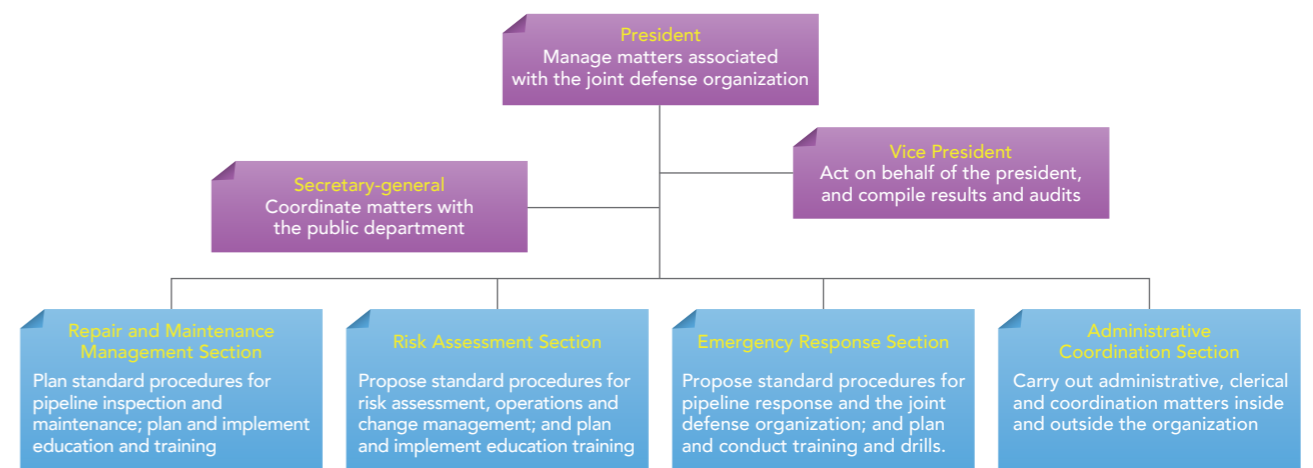 President
Manage matters associated
with the joint defense organization
Vice President
Act on behalf of the president,
and compile results and audits
Secretary-general
Coordinate matters with
the public department
Repair and Maintenance
Management Section
Plan standard procedures for
pipeline inspection and
maintenance; plan and implement
education and training
Risk Assessment Section
Propose standard procedures for
risk assessment, operations and
change management; and plan
and implement education training
Emergency Response Section
Propose standard procedures for
pipeline response and the joint
defense organization; and plan
and conduct training and drills.
Administrative
Coordination Section
Carry out administrative, clerical
and coordination matters inside
and outside the organization